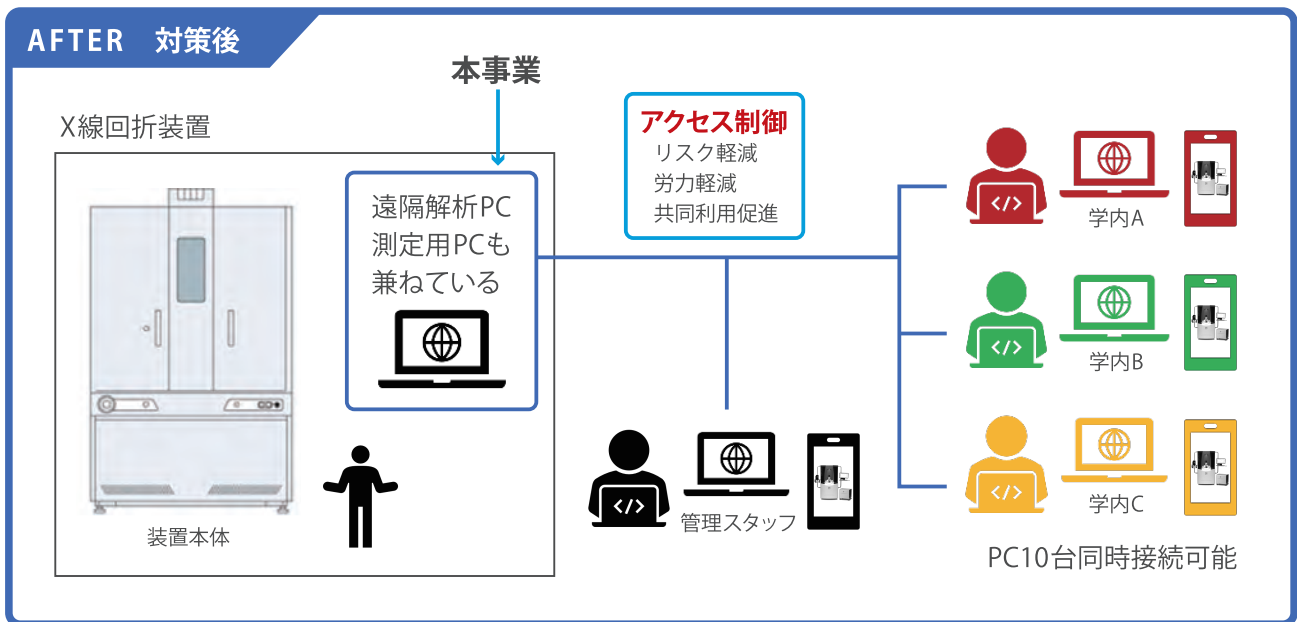 AFTER 対策後
本事業
X線回折装置
遠隔解析PC
測定用PCも
兼ねている
装置本体
アクセス制御
リスク軽減
労力軽減
共同利用促進
</>
管理スタッフ
</>
学内A
</>
学内B
</>
学内C
PC10台同時接続可能